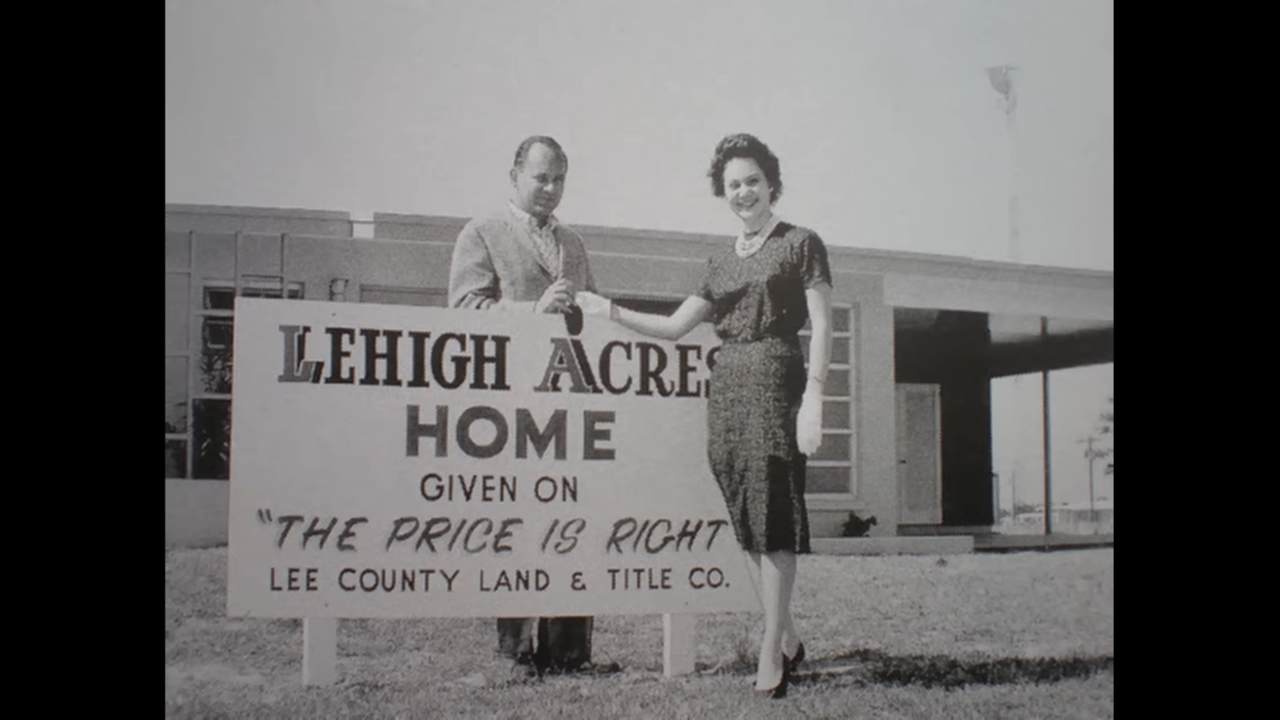 LEHIGH ACRES
HOME
GIVEN ON
"THE PRICE IS RIGHT
LEE COUNTY LAND & TITLE CO.